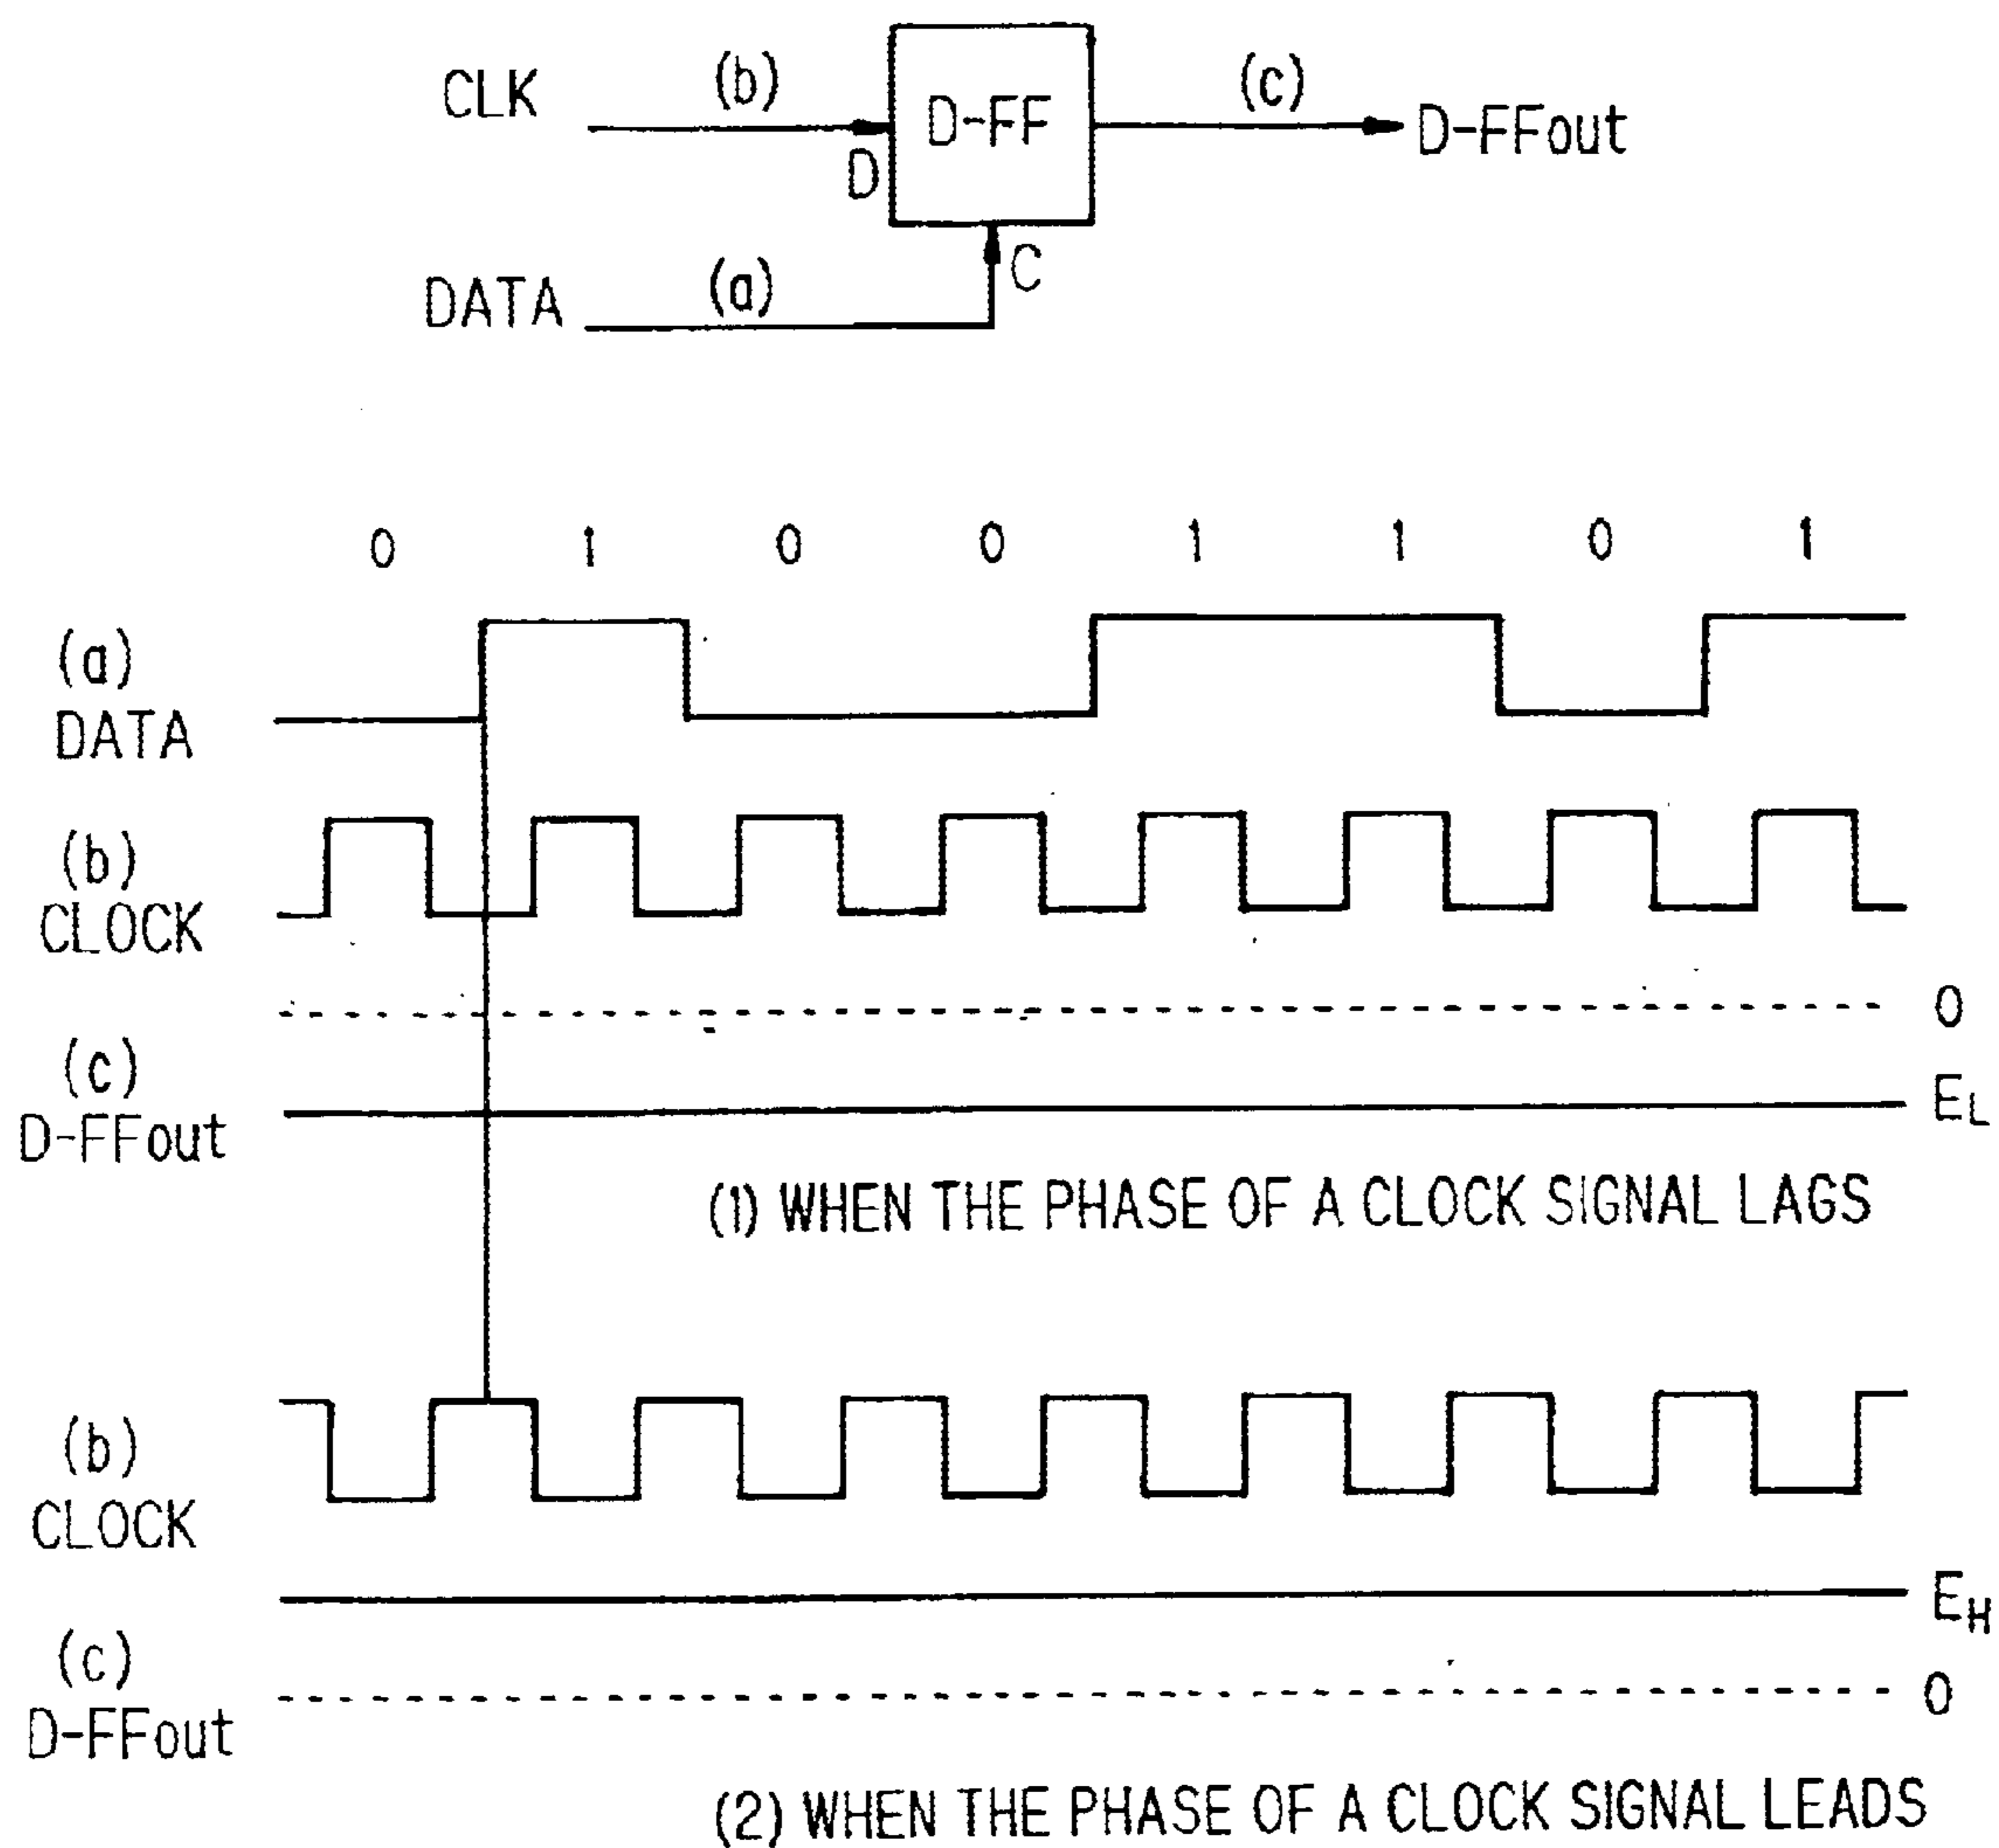 CLK (b) D-FF (c) D-FFout
D
C
DATA (a)
0 1 0 0 1 1 0 1
(a)
DATA
(b)
CLOCK
0
(c)
D-FFout
EL
(1) WHEN THE PHASE OF A CLOCK SIGNAL LAGS
(b)
CLOCK
EH
(c)
D-FFout
0
(2) WHEN THE PHASE OF A CLOCK SIGNAL LEADS